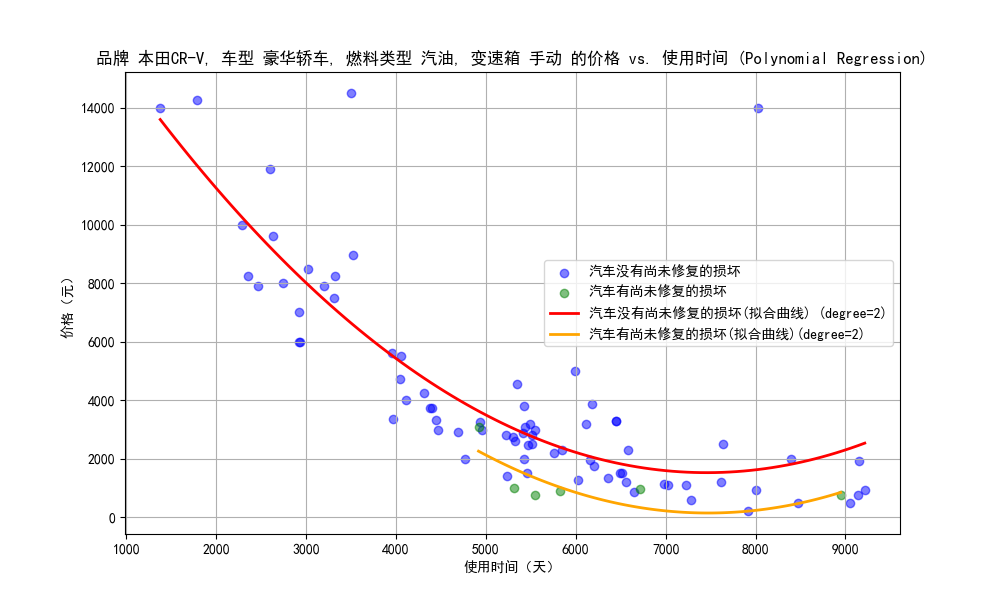 品牌 本田CR-V, 车型 豪华轿车, 燃料类型 汽油, 变速箱 手动 的价格 vs. 使用时间 (Polynomial Regression)
14000
12000
10000
8000
6000
4000
2000
0
价格（元）
汽车没有尚未修复的损坏
汽车有尚未修复的损坏
汽车没有尚未修复的损坏(拟合曲线) (degree=2)
汽车有尚未修复的损坏(拟合曲线)(degree=2)
1000 2000 3000 4000 5000 6000 7000 8000 9000
使用时间（天）